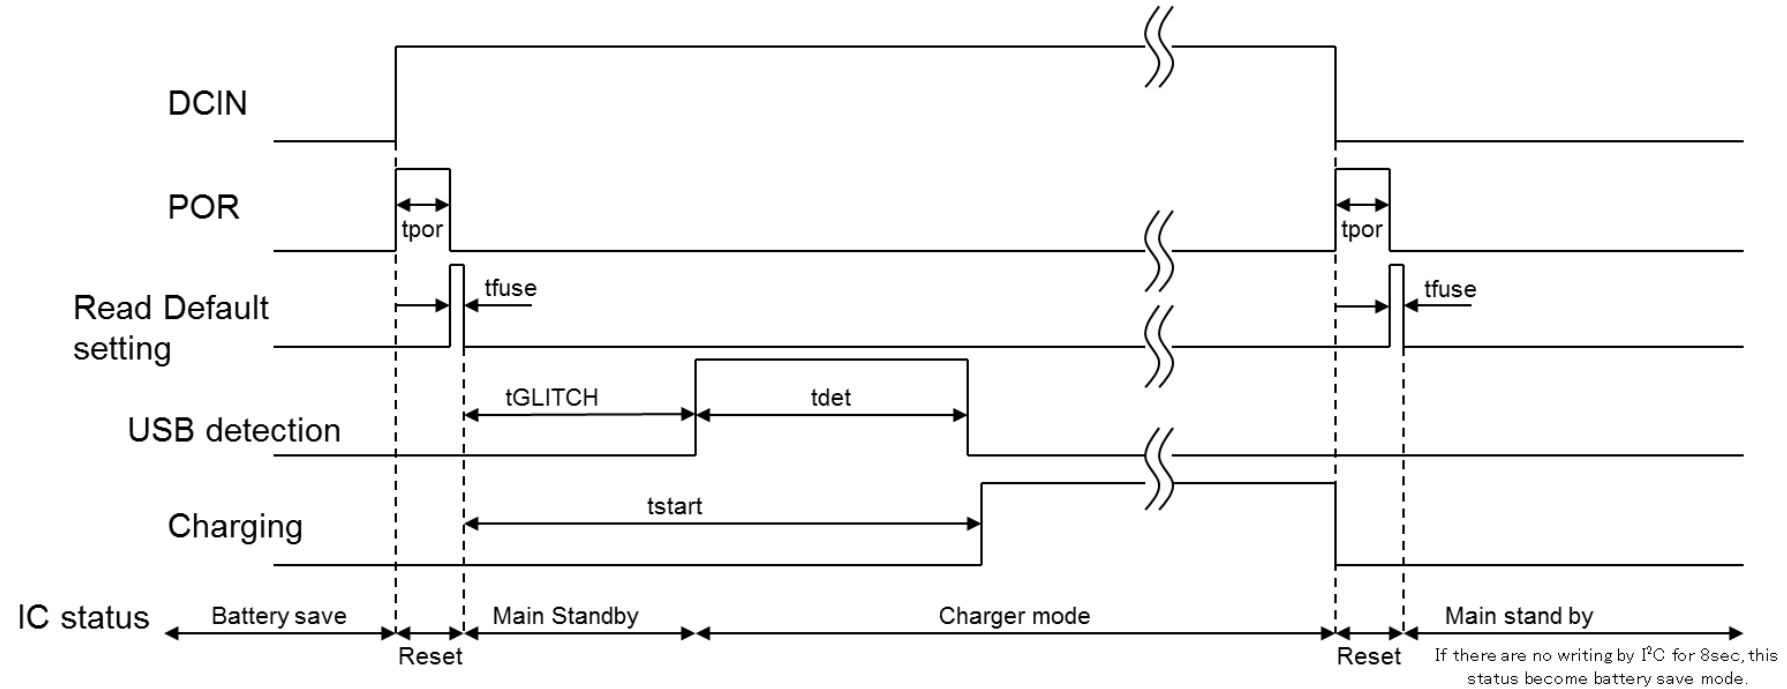 DCIN
POR
tpor
tpor
Read Default
setting
tfuse
tfuse
tGLITCH
tdet
USB detection
tstart
Charging
IC status
Battery save
Main Standby
Charger mode
Main stand by
Reset
Reset
If there are no writing by I²C for 8sec, this
status become battery save mode.